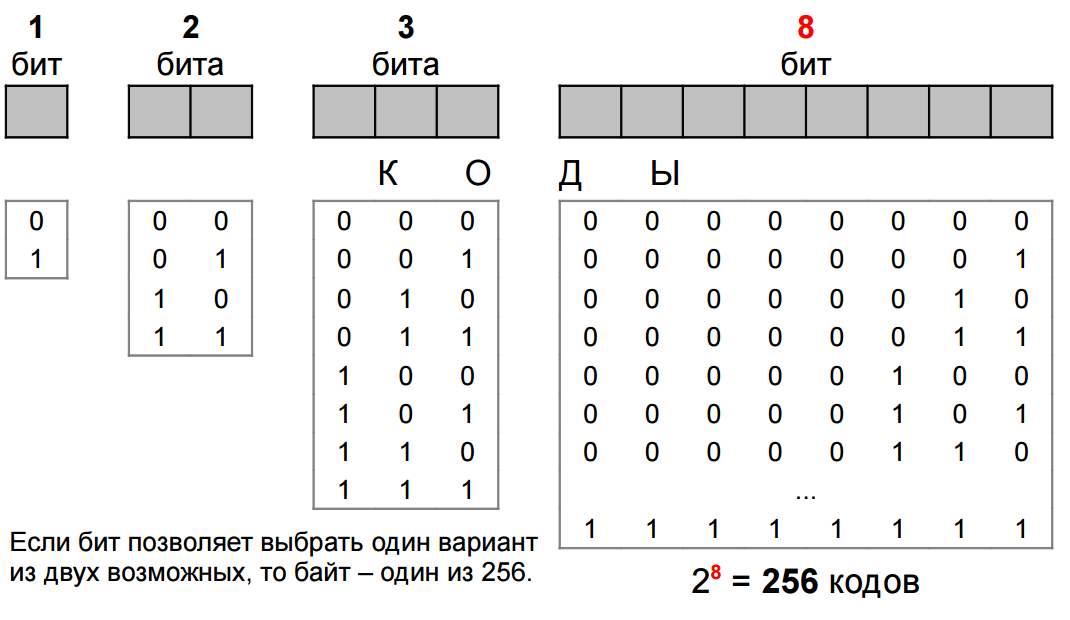 1 2 3 8
бит бита бита бит
К О Д Ы
0 0 0 0 0 0 0 0 0 0 0 0 0 0
1 0 1 0 0 1 0 0 0 0 0 0 0 1
1 0 0 1 0 0 0 0 0 0 0 1 0
1 1 0 1 1 0 0 0 0 0 0 1 1
1 0 0 0 0 0 0 0 1 0 0
1 0 1 0 0 0 0 0 1 0 1
1 1 0 0 0 0 0 0 1 1 0
1 1 1 ...
1 1 1 1 1 1 1 1
Если бит позволяет выбрать один вариант
из двух возможных, то байт – один из 256.
2⁸ = 256 кодов